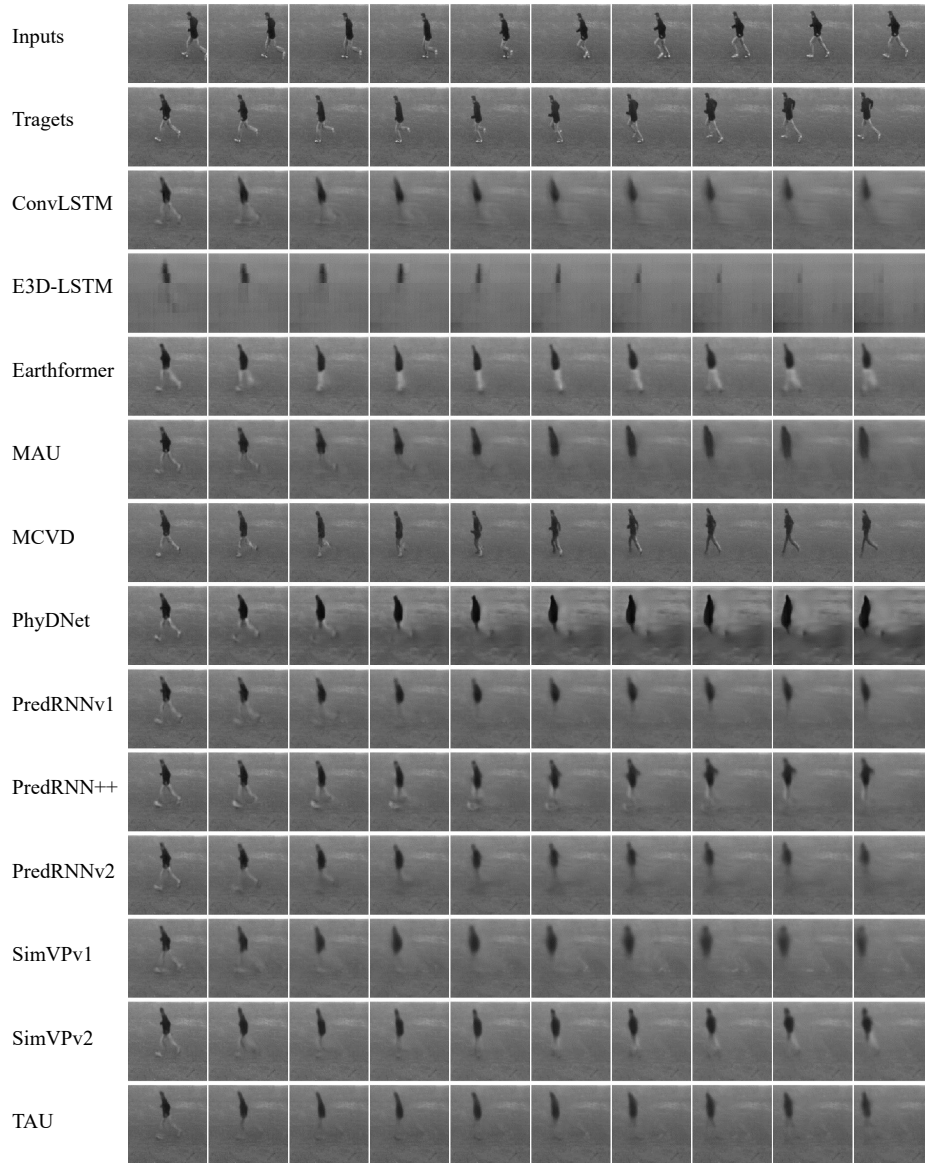 Inputs
Tragets
ConvLSTM
E3D-LSTM
Earthformer
MAU
MCVD
PhyDNet
PredRNNv1
PredRNN++
PredRNNv2
SimVPv1
SimVPv2
TAU